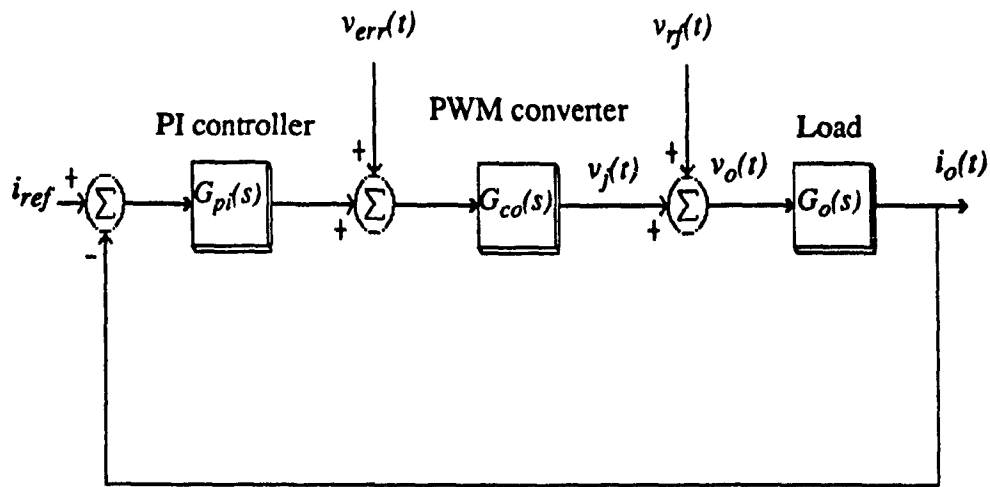 v_err(t)
v_rf(t)
PI controller
PWM converter
Load
+
+
+
i_ref
Σ
G_pi(s)
Σ
G_co(s)
v_j(t)
Σ
v_o(t)
G_o(s)
i_o(t)
-
+
+